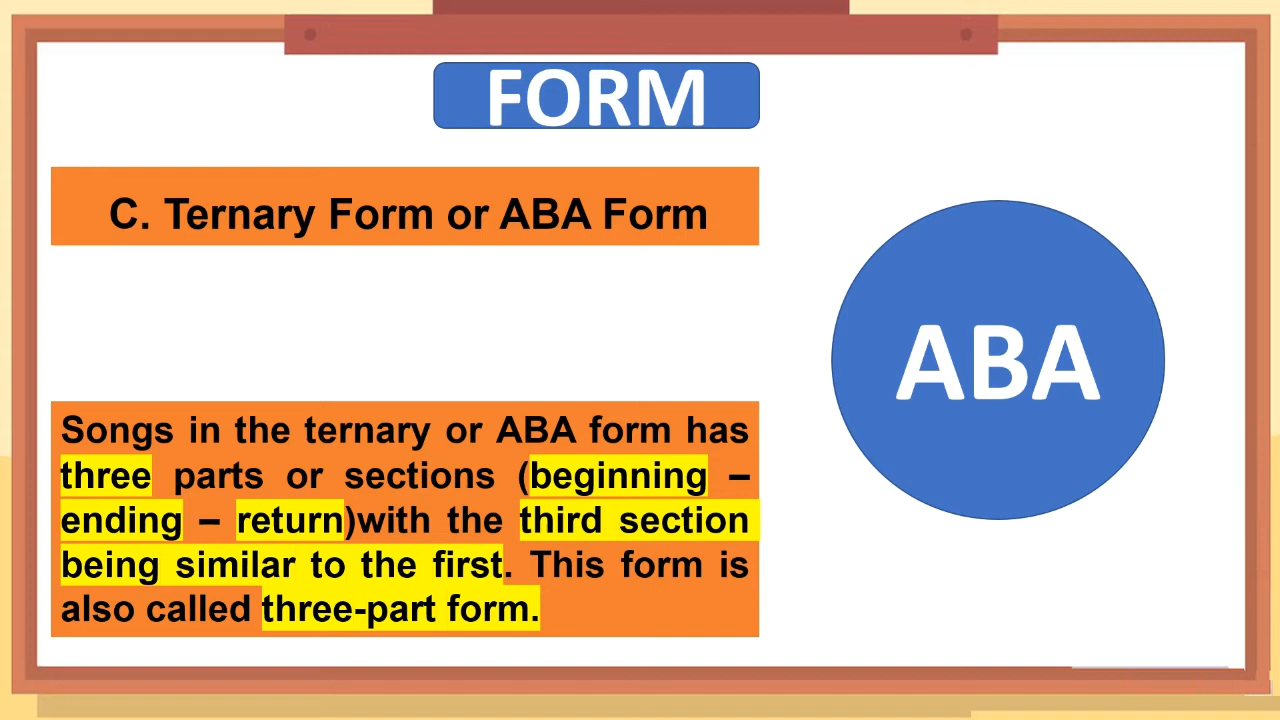 FORM
C. Ternary Form or ABA Form
ABA
Songs in the ternary or ABA form has
three parts or sections (beginning –
ending – return)with the third section
being similar to the first. This form is
also called three-part form.